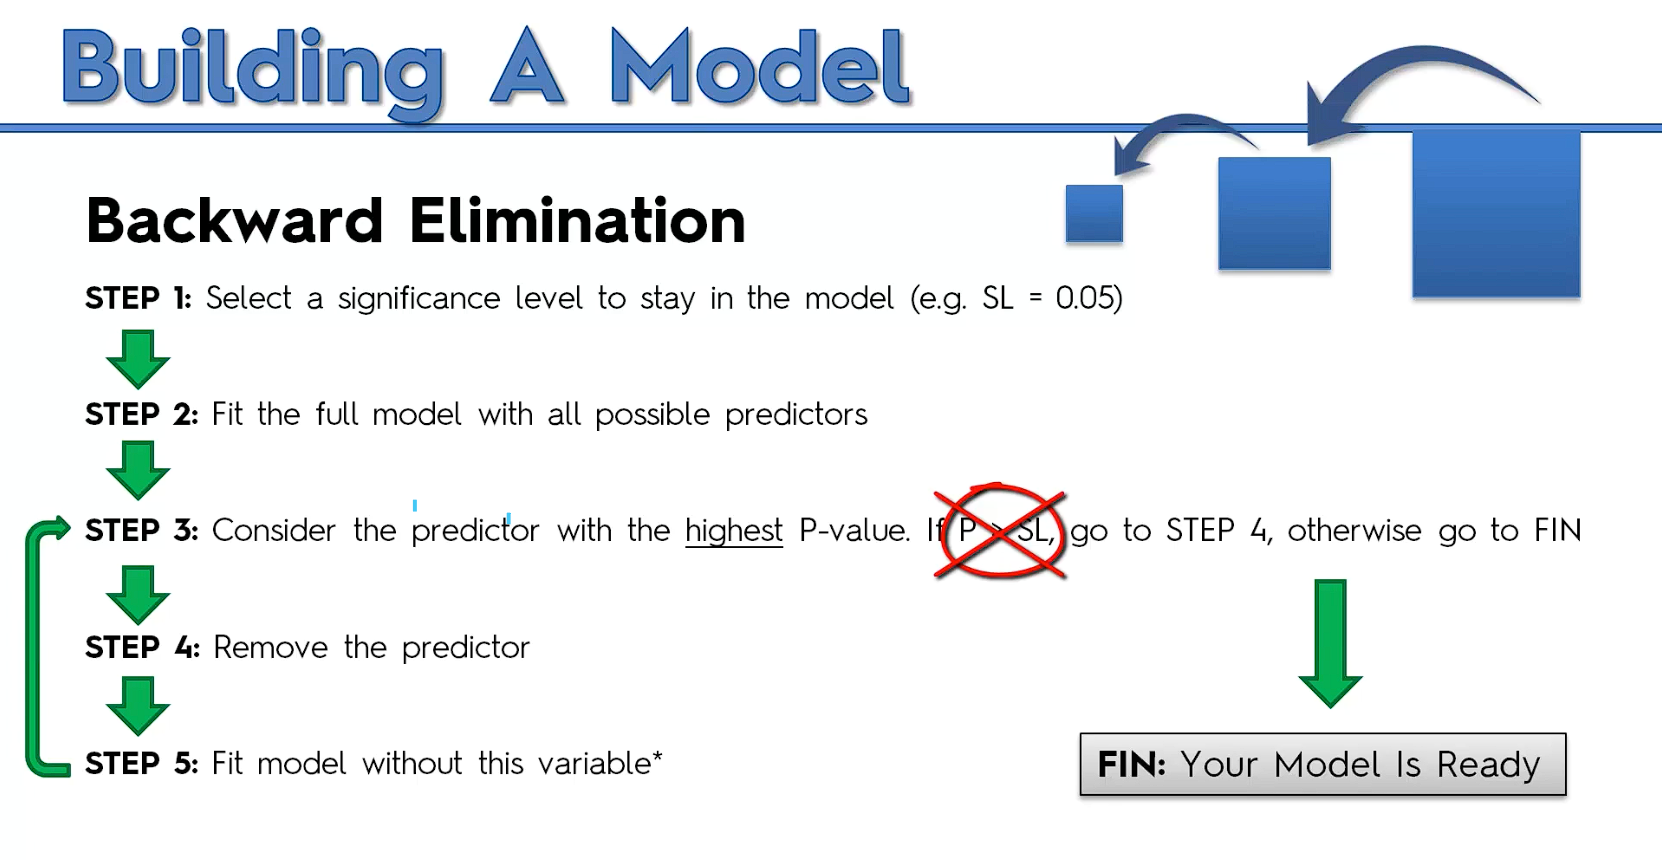 Building A Model
Backward Elimination
STEP 1: Select a significance level to stay in the model (e.g. SL = 0.05)
STEP 2: Fit the full model with all possible predictors
STEP 3: Consider the predictor with the highest P-value. If P > SL, go to STEP 4, otherwise go to FIN
STEP 4: Remove the predictor
STEP 5: Fit model without this variable*
FIN: Your Model Is Ready